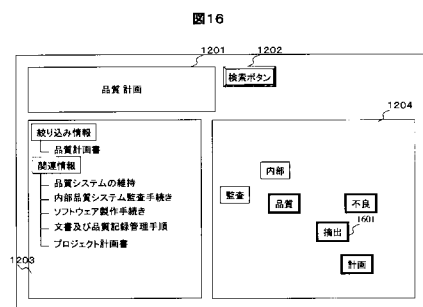 図16
1201
1202
品質 計画
検索ボタン
1204
絞り込み情報
品質計画書
関連情報
品質システムの維持
内部品質システム監査手続き
ソフトウェア製作手続き
文書及び品質記録管理手順
プロジェクト計画書
1203
内部
監査
品質
不良
摘出
1601
計画